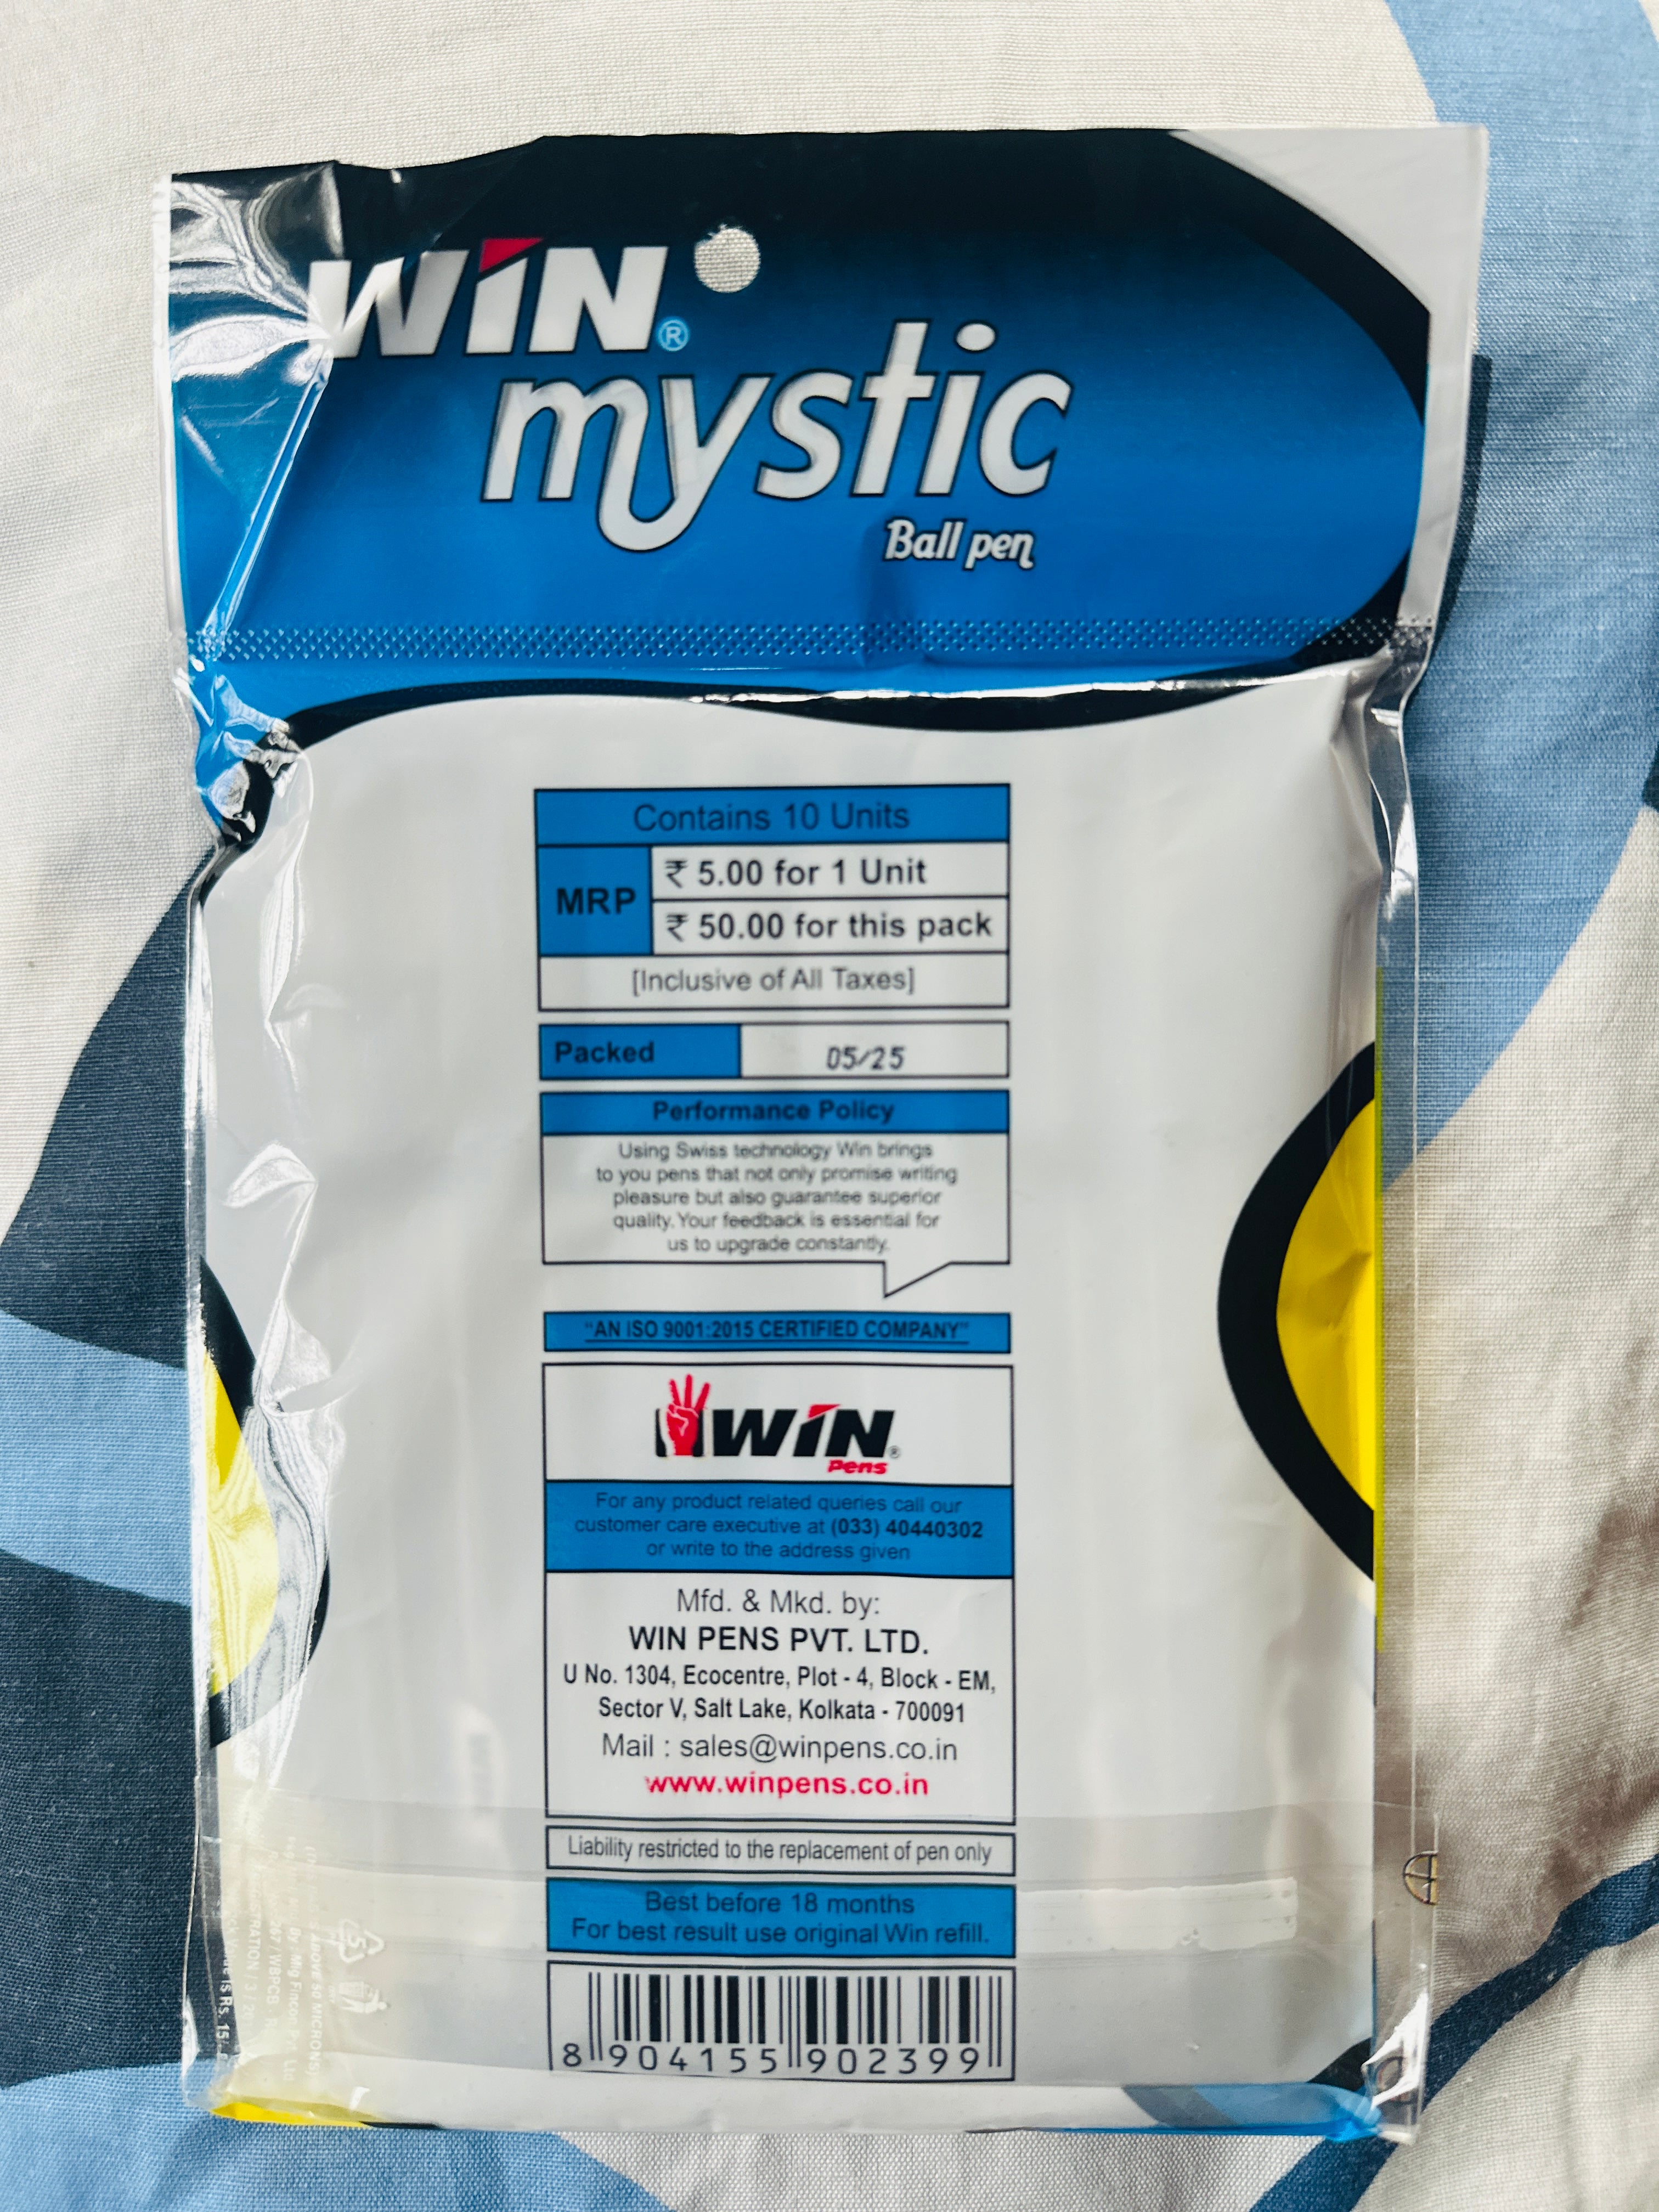 WIN®
mystic
Ball pen
Contains 10 Units
MRP
₹ 5.00 for 1 Unit
₹ 50.00 for this pack
[Inclusive of All Taxes]
Packed 05/25
Performance Policy
Using Swiss technology Win brings
to you pens that not only promise writing
pleasure but also guarantee superior
quality. Your feedback is essential for
us to upgrade constantly.
"AN ISO 9001:2015 CERTIFIED COMPANY"
WIN®
Pens
For any product related queries call our
customer care executive at (033) 40440302
or write to the address given
Mfd. & Mkd. by:
WIN PENS PVT. LTD.
U No. 1304, Ecocentre, Plot - 4, Block - EM,
Sector V, Salt Lake, Kolkata - 700091
Mail : sales@winpens.co.in
www.winpens.co.in
Liability restricted to the replacement of pen only
Best before 18 months
For best result use original Win refill.
8 904155 902399